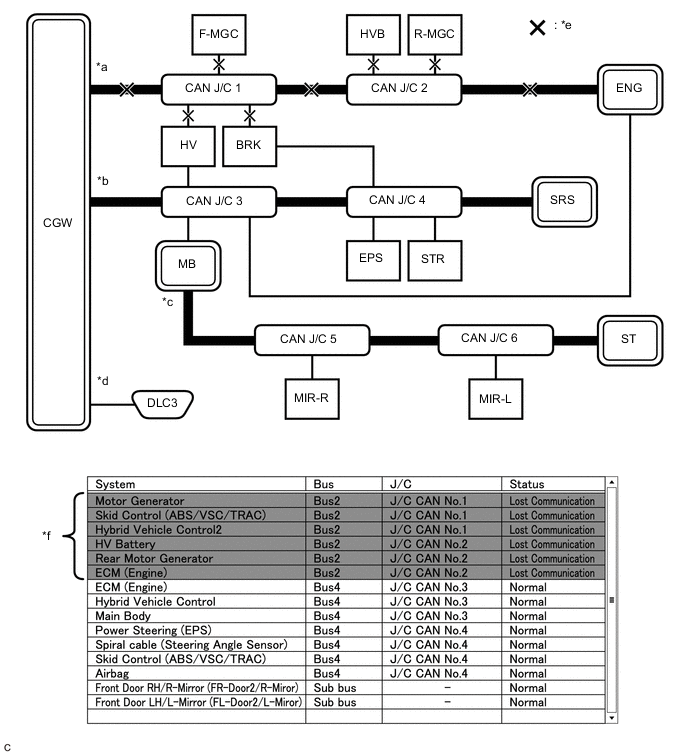 F-MGC
HVB
R-MGC
: *e
*a
CAN J/C 1
CAN J/C 2
ENG
HV
BRK
*b
CAN J/C 3
CAN J/C 4
SRS
CGW
MB
EPS
STR
*c
CAN J/C 5
CAN J/C 6
ST
*d
DLC3
MIR-R
MIR-L
System Bus J/C Status
*f
Motor Generator Bus2 J/C CAN No.1 Lost Communication
Skid Control (ABS/VSC/TRAC) Bus2 J/C CAN No.1 Lost Communication
Hybrid Vehicle Control2 Bus2 J/C CAN No.1 Lost Communication
HV Battery Bus2 J/C CAN No.2 Lost Communication
Rear Motor Generator Bus2 J/C CAN No.2 Lost Communication
ECM (Engine) Bus2 J/C CAN No.2 Lost Communication
ECM (Engine) Bus4 J/C CAN No.3 Normal
Hybrid Vehicle Control Bus4 J/C CAN No.3 Normal
Main Body Bus4 J/C CAN No.3 Normal
Power Steering (EPS) Bus4 J/C CAN No.4 Normal
Spiral cable (Steering Angle Sensor) Bus4 J/C CAN No.4 Normal
Skid Control (ABS/VSC/TRAC) Bus4 J/C CAN No.4 Normal
Airbag Bus4 J/C CAN No.4 Normal
Front Door RH/R-Mirror (FR-Door2/R-Miror) Sub bus – Normal
Front Door LH/L-Mirror (FL-Door2/L-Miror) Sub bus – Normal
C